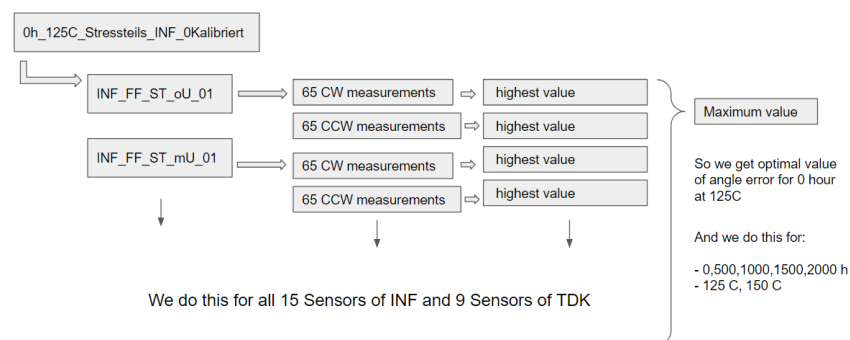 0h_125C_Stressteils_INF_0Kalibriert
INF_FF_ST_oU_01
65 CW measurements
highest value
65 CCW measurements
highest value
INF_FF_ST_mU_01
65 CW measurements
highest value
65 CCW measurements
highest value
We do this for all 15 Sensors of INF and 9 Sensors of TDK
Maximum value
So we get optimal value
of angle error for 0 hour
at 125C
And we do this for:
- 0,500,1000,1500,2000 h
- 125 C, 150 C